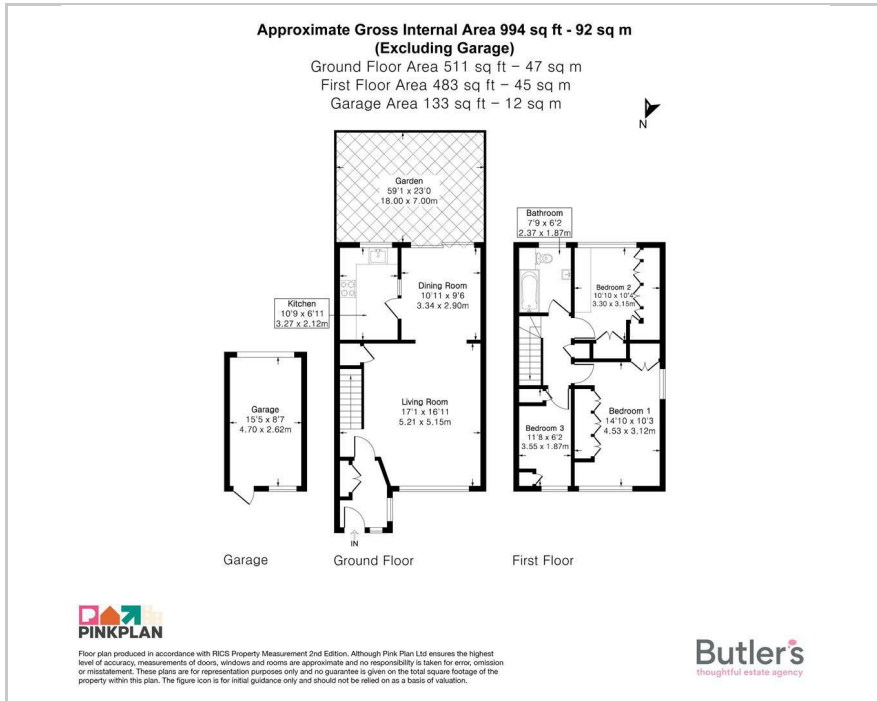 Approximate Gross Internal Area 994 sq ft - 92 sq m
(Excluding Garage)
Ground Floor Area 511 sq ft – 47 sq m
First Floor Area 483 sq ft – 45 sq m
Garage Area 133 sq ft – 12 sq m
N
Garden
59'1 x 23'0
18.00 x 7.00m
Bathroom
7'9 x 6'2
2.37 x 1.87m
Dining Room
10'11 x 9'6
3.34 x 2.90m
Bedroom 2
10'10 x 10'4
3.30 x 3.15m
Kitchen
10'9 x 6'11
3.27 x 2.12m
Garage
15'5 x 8'7
4.70 x 2.62m
Living Room
17'1 x 16'11
5.21 x 5.15m
Bedroom 1
14'10 x 10'3
4.53 x 3.12m
Bedroom 3
11'8 x 6'2
3.55 x 1.87m
IN
Garage
Ground Floor
First Floor
PINKPLAN
Floor plan produced in accordance with RICS Property Measurement 2nd Edition. Although Pink Plan Ltd ensures the highest
level of accuracy, measurements of doors, windows and rooms are approximate and no responsibility is taken for error, omission
or misstatement. These plans are for representation purposes only and no guarantee is given on the total square footage of the
property within this plan. The figure icon is for initial guidance only and should not be relied on as a basis of valuation.
Butler's
thoughtful estate agency